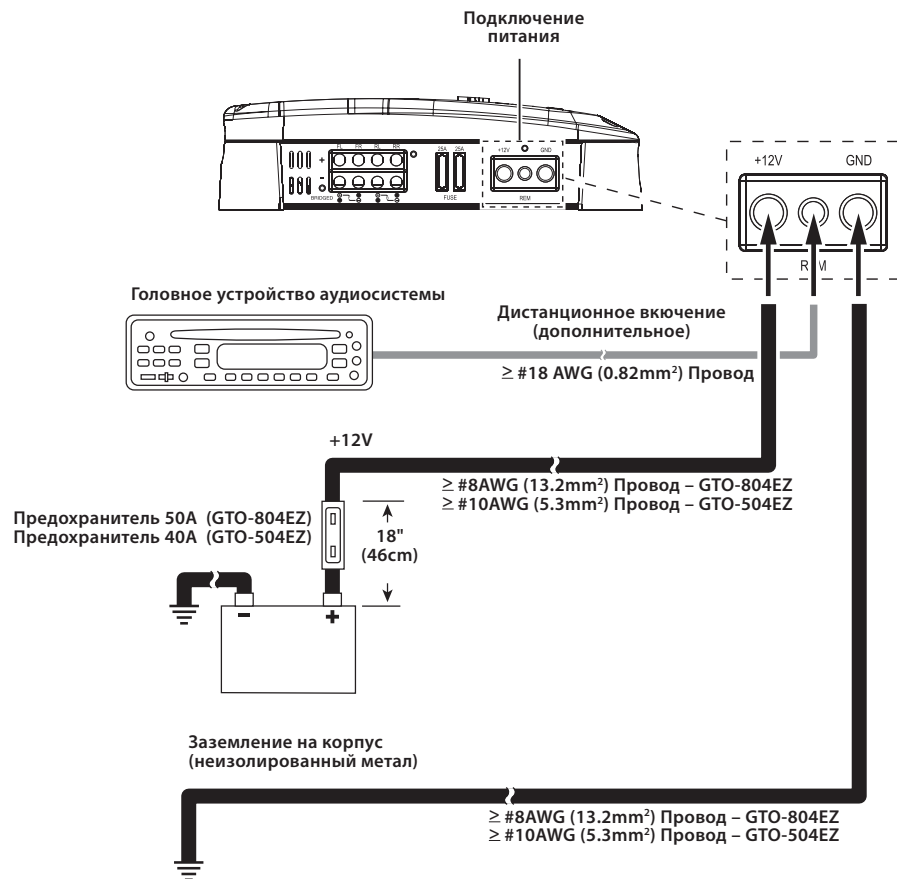 Подключение
питания
FL FR RL RR
25A 25A
+12V GND
+
-
BRIDGED
FUSE
REM
+12V GND
REM
Головное устройство аудиосистемы
Дистанционное вкючение
(дополнительное)
≥ #18 AWG (0.82mm²) Провод
+12V
≥ #8AWG (13.2mm²) Провод – GTO-804EZ
≥ #10AWG (5.3mm²) Провод – GTO-504EZ
Предохранитель 50A (GTO-804EZ)
Предохранитель 40A (GTO-504EZ)
18"
(46cm)
– +
Заземление на корпус
(неизолированный метал)
≥ #8AWG (13.2mm²) Провод – GTO-804EZ
≥ #10AWG (5.3mm²) Провод – GTO-504EZ